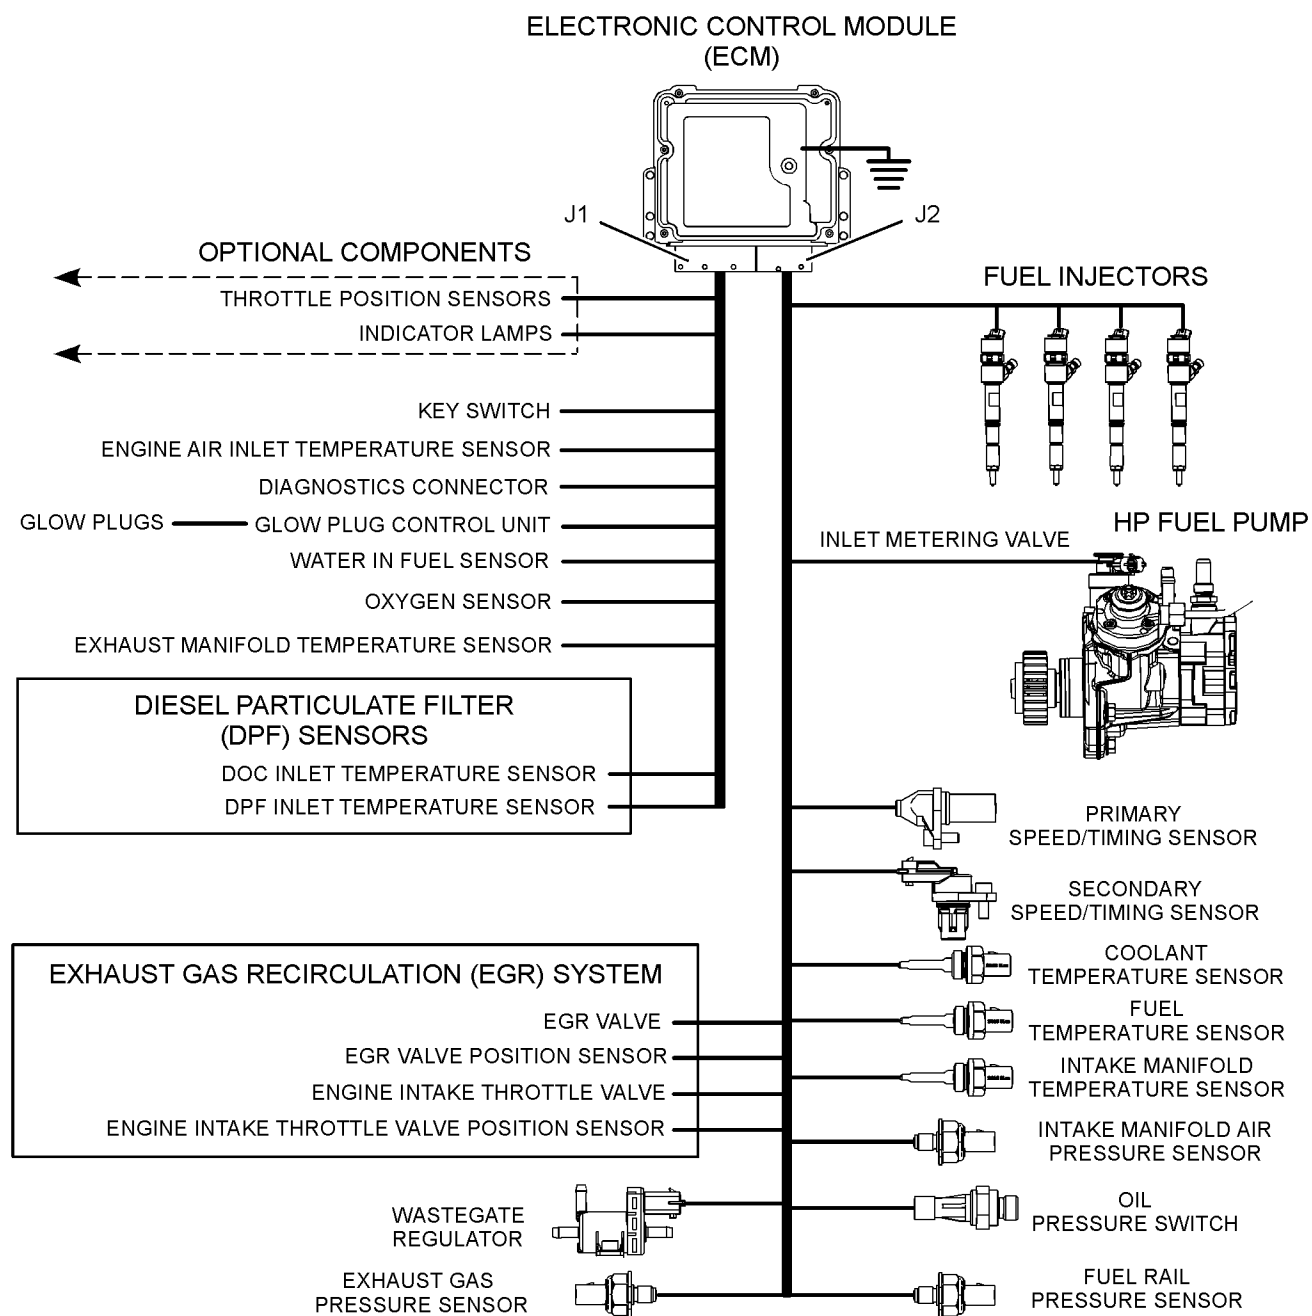 ELECTRONIC CONTROL MODULE
(ECM)
J1
J2
OPTIONAL COMPONENTS
THROTTLE POSITION SENSORS
INDICATOR LAMPS
KEY SWITCH
ENGINE AIR INLET TEMPERATURE SENSOR
DIAGNOSTICS CONNECTOR
GLOW PLUGS
GLOW PLUG CONTROL UNIT
WATER IN FUEL SENSOR
OXYGEN SENSOR
EXHAUST MANIFOLD TEMPERATURE SENSOR
DIESEL PARTICULATE FILTER
(DPF) SENSORS
DOC INLET TEMPERATURE SENSOR
DPF INLET TEMPERATURE SENSOR
EXHAUST GAS RECIRCULATION (EGR) SYSTEM
EGR VALVE
EGR VALVE POSITION SENSOR
ENGINE INTAKE THROTTLE VALVE
ENGINE INTAKE THROTTLE VALVE POSITION SENSOR
WASTEGATE
REGULATOR
EXHAUST GAS
PRESSURE SENSOR
FUEL INJECTORS
HP FUEL PUMP
INLET METERING VALVE
PRIMARY
SPEED/TIMING SENSOR
SECONDARY
SPEED/TIMING SENSOR
COOLANT
TEMPERATURE SENSOR
FUEL
TEMPERATURE SENSOR
INTAKE MANIFOLD
TEMPERATURE SENSOR
INTAKE MANIFOLD AIR
PRESSURE SENSOR
OIL
PRESSURE SWITCH
FUEL RAIL
PRESSURE SENSOR